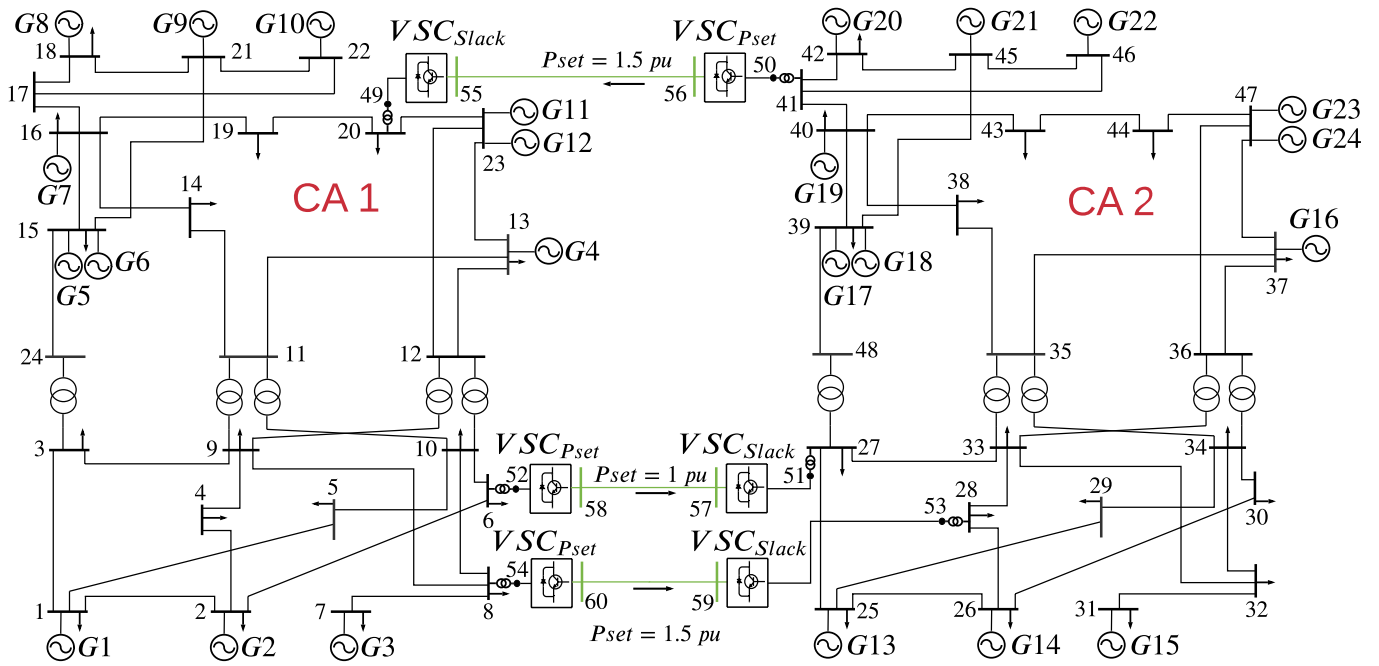 G8 G9 G10 VSC_Slack VSC_Pset G20 G21 G22
18 21 22 Pset = 1.5 pu 50 42 45 46
17 49 55 56 41 47
16 19 20 G11 40 43 44 G23
G12 G24
23
G7 14 CA 1 G19 38 CA 2
15 13 39 G16
G6 G4 G18
G5 G17 37
24 11 12 48 35 36
3 9 10 VSC_Pset VSC_Slack 27 33 34
52 Pset = 1 pu 51
4 5 58 57 53 28 29
6 30
VSC_Pset VSC_Slack
54
1 2 7 8 60 59 25 26 31 32
G1 G2 G3 Pset = 1.5 pu G13 G14 G15